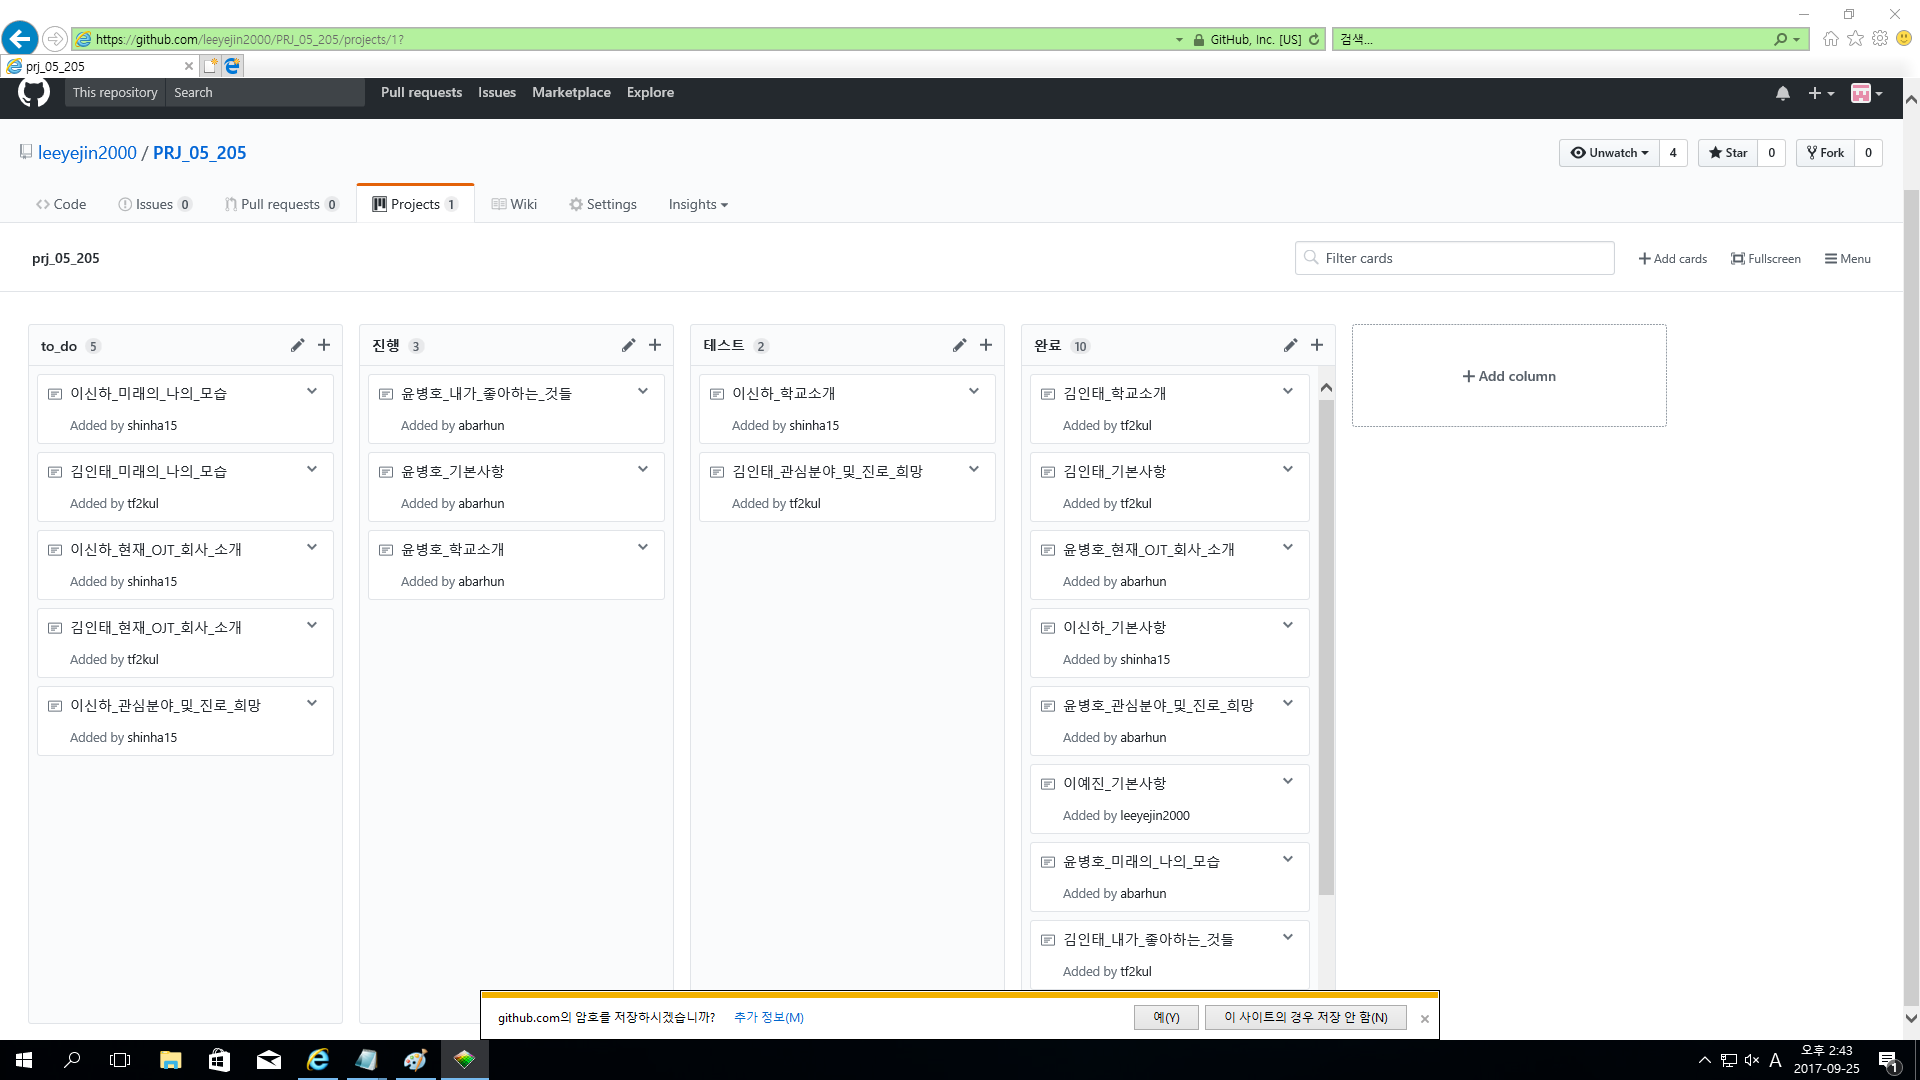 https://github.com/leeyejin2000/PRJ_05_205/projects/1?
GitHub, Inc. [US]
검색...
prj_05_205
This repository
Search
Pull requests
Issues
Marketplace
Explore
leeyejin2000 / PRJ_05_205
Unwatch 4
Star 0
Fork 0
Code
Issues 0
Pull requests 0
Projects 1
Wiki
Settings
Insights
prj_05_205
Filter cards
Add cards
Fullscreen
Menu
to_do 5
이신하_미래의_나의_모습
Added by shinha15
김인태_미래의_나의_모습
Added by tf2kul
이신하_현재_OJT_회사_소개
Added by shinha15
김인태_현재_OJT_회사_소개
Added by tf2kul
이신하_관심분야_및_진로_희망
Added by shinha15
진행 3
윤병호_내가_좋아하는_것들
Added by abarhun
윤병호_기본사항
Added by abarhun
윤병호_학교소개
Added by abarhun
테스트 2
이신하_학교소개
Added by shinha15
김인태_관심분야_및_진로_희망
Added by tf2kul
완료 10
김인태_학교소개
Added by tf2kul
김인태_기본사항
Added by tf2kul
윤병호_현재_OJT_회사_소개
Added by abarhun
이신하_기본사항
Added by shinha15
윤병호_관심분야_및_진로_희망
Added by abarhun
이예진_기본사항
Added by leeyejin2000
윤병호_미래의_나의_모습
Added by abarhun
김인태_내가_좋아하는_것들
Added by tf2kul
Add column
github.com의 암호를 저장하시겠습니까?
추가 정보(M)
예(Y)
이 사이트의 경우 저장 안 함(N)
A
오후 2:43
2017-09-25
1